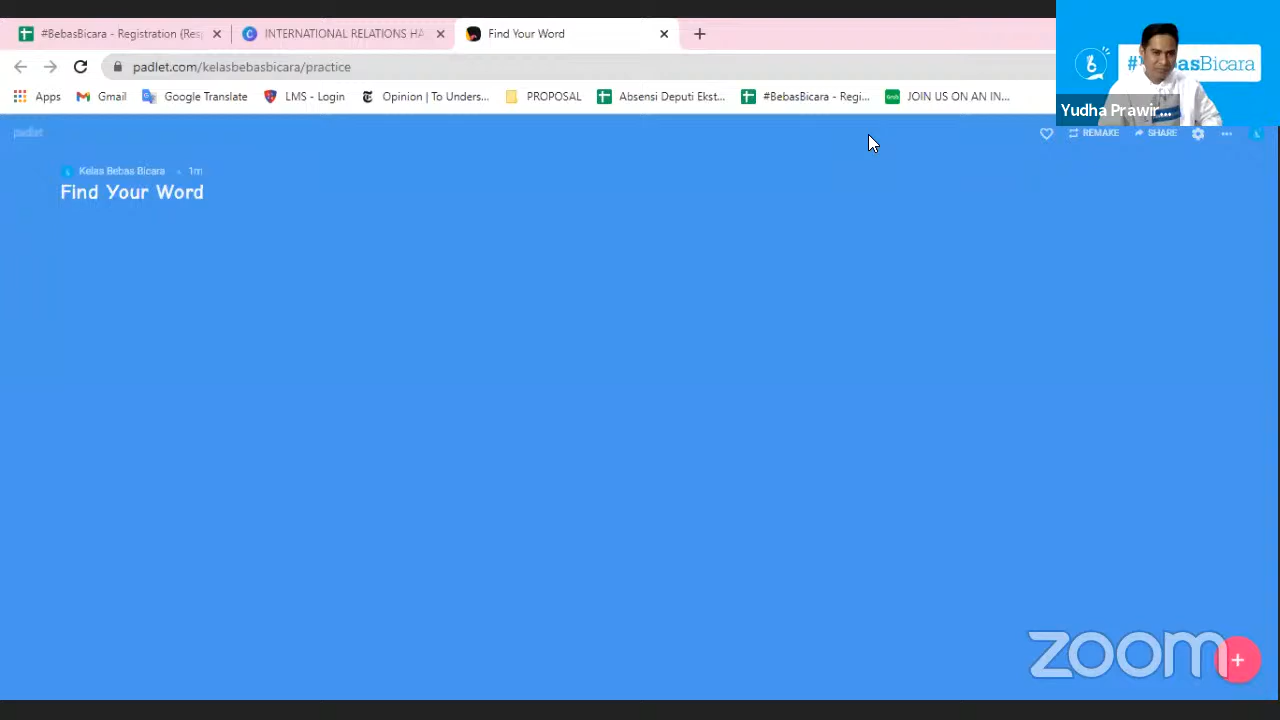 #BebasBicara - Registration (Res
INTERNATIONAL RELATIONS HA
Find Your Word
padlet.com/kelasbebasbicara/practice
Apps
Gmail
Google Translate
LMS - Login
Opinion | To Unders...
PROPOSAL
Absensi Deputi Ekst...
#BebasBicara - Regi...
JOIN US ON AN IN...
Bicara
Yudha Prawir...
padlet
REMAKE
SHARE
Kelas Bebas Bicara
1m
Find Your Word
zoom